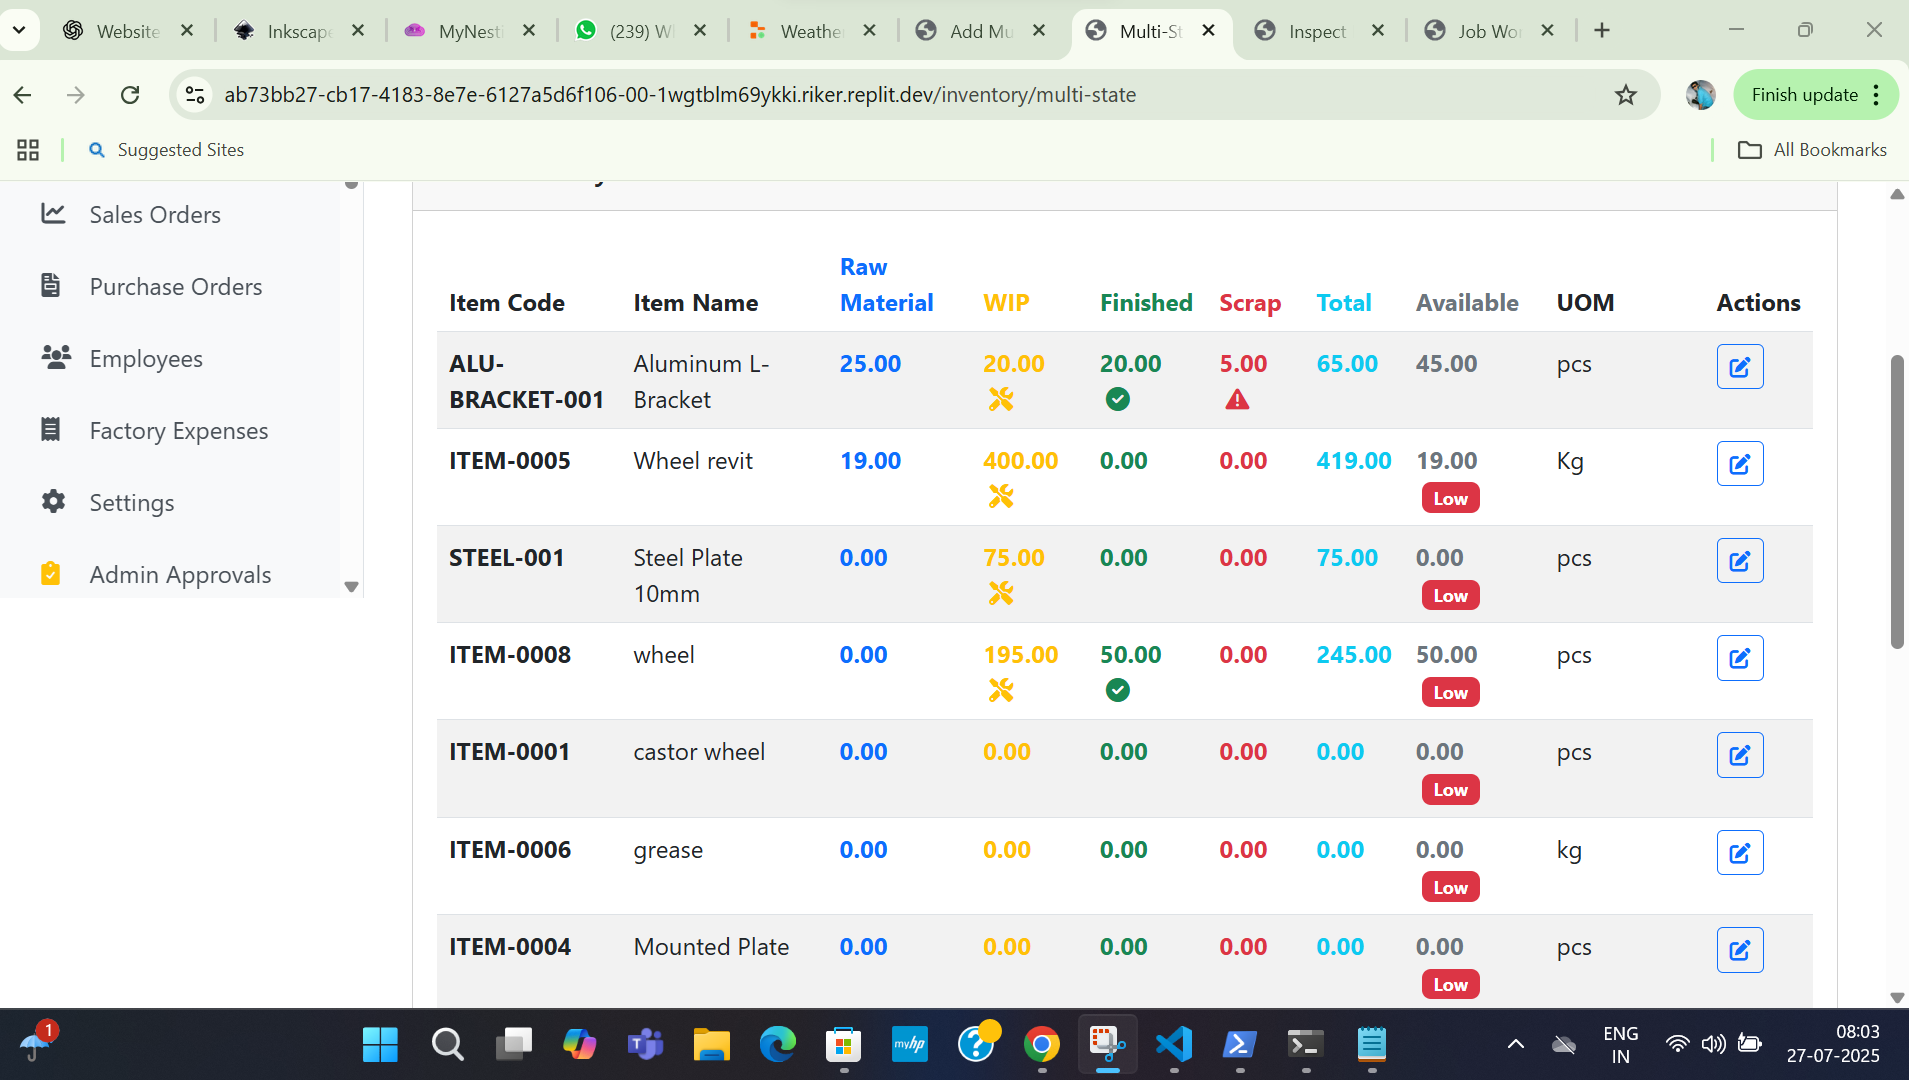 Website
Inkscape
MyNesti
(239) W
Weather
Add Mu
Multi-St
Inspect
Job Wor
ab73bb27-cb17-4183-8e7e-6127a5d6f106-00-1wgtblm69ykki.riker.replit.dev/inventory/multi-state
Finish update
Suggested Sites
All Bookmarks
Sales Orders
Purchase Orders
Employees
Factory Expenses
Settings
Admin Approvals
Item Code Item Name Raw Material WIP Finished Scrap Total Available UOM Actions
ALU-BRACKET-001 Aluminum L-Bracket 25.00 20.00 20.00 5.00 65.00 45.00 pcs
ITEM-0005 Wheel revit 19.00 400.00 0.00 0.00 419.00 19.00 Kg
Low
STEEL-001 Steel Plate 10mm 0.00 75.00 0.00 0.00 75.00 0.00 pcs
Low
ITEM-0008 wheel 0.00 195.00 50.00 0.00 245.00 50.00 pcs
Low
ITEM-0001 castor wheel 0.00 0.00 0.00 0.00 0.00 0.00 pcs
Low
ITEM-0006 grease 0.00 0.00 0.00 0.00 0.00 0.00 kg
Low
ITEM-0004 Mounted Plate 0.00 0.00 0.00 0.00 0.00 0.00 pcs
Low
1
myhp
ENG
IN
08:03
27-07-2025